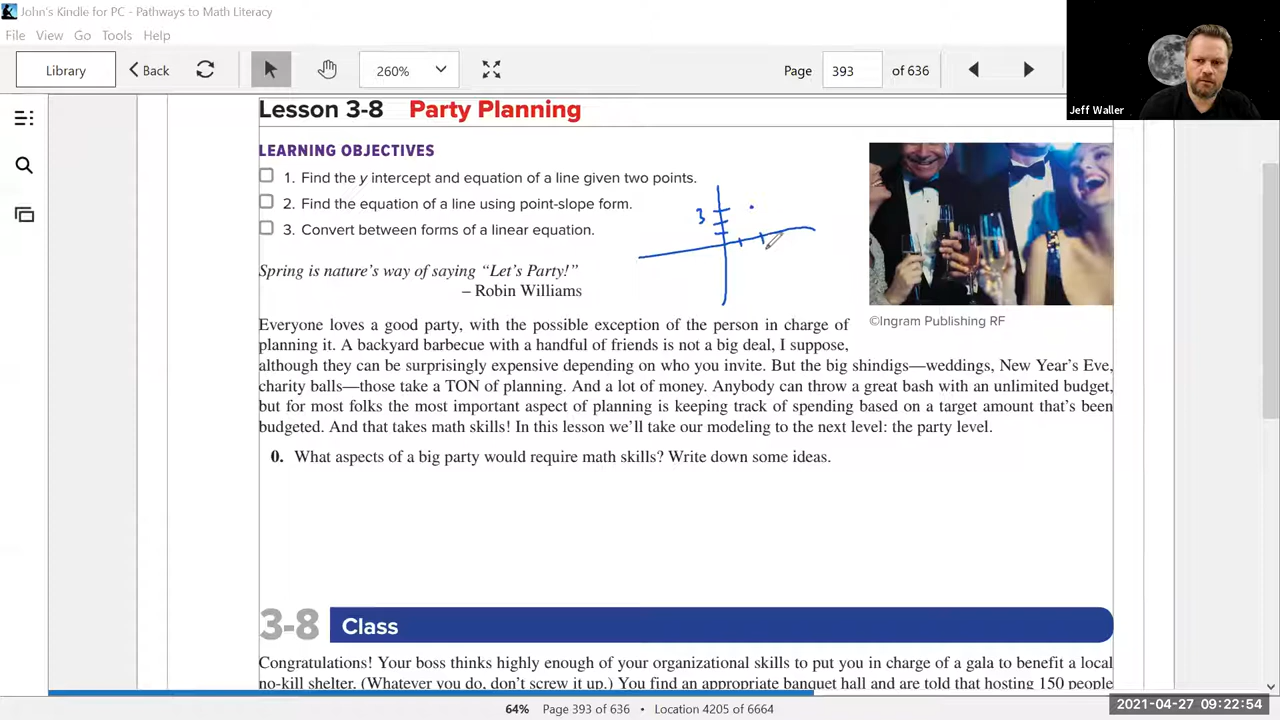 John's Kindle for PC - Pathways to Math Literacy
File View Go Tools Help
Library Back 260% Page 393 of 636
Jeff Waller
Lesson 3-8 Party Planning
LEARNING OBJECTIVES
1. Find the y intercept and equation of a line given two points.
2. Find the equation of a line using point-slope form.
3. Convert between forms of a linear equation.
3
Spring is nature's way of saying “Let's Party!”
– Robin Williams
©Ingram Publishing RF
Everyone loves a good party, with the possible exception of the person in charge of
planning it. A backyard barbecue with a handful of friends is not a big deal, I suppose,
although they can be surprisingly expensive depending on who you invite. But the big shindigs—weddings, New Year's Eve,
charity balls—those take a TON of planning. And a lot of money. Anybody can throw a great bash with an unlimited budget,
but for most folks the most important aspect of planning is keeping track of spending based on a target amount that's been
budgeted. And that takes math skills! In this lesson we'll take our modeling to the next level: the party level.
0. What aspects of a big party would require math skills? Write down some ideas.
3-8 Class
Congratulations! Your boss thinks highly enough of your organizational skills to put you in charge of a gala to benefit a local
no-kill shelter. (Whatever you do, don't screw it up.) You find an appropriate banquet hall and are told that hosting 150 people
64% Page 393 of 636 • Location 4205 of 6664
2021-04-27 09:22:54